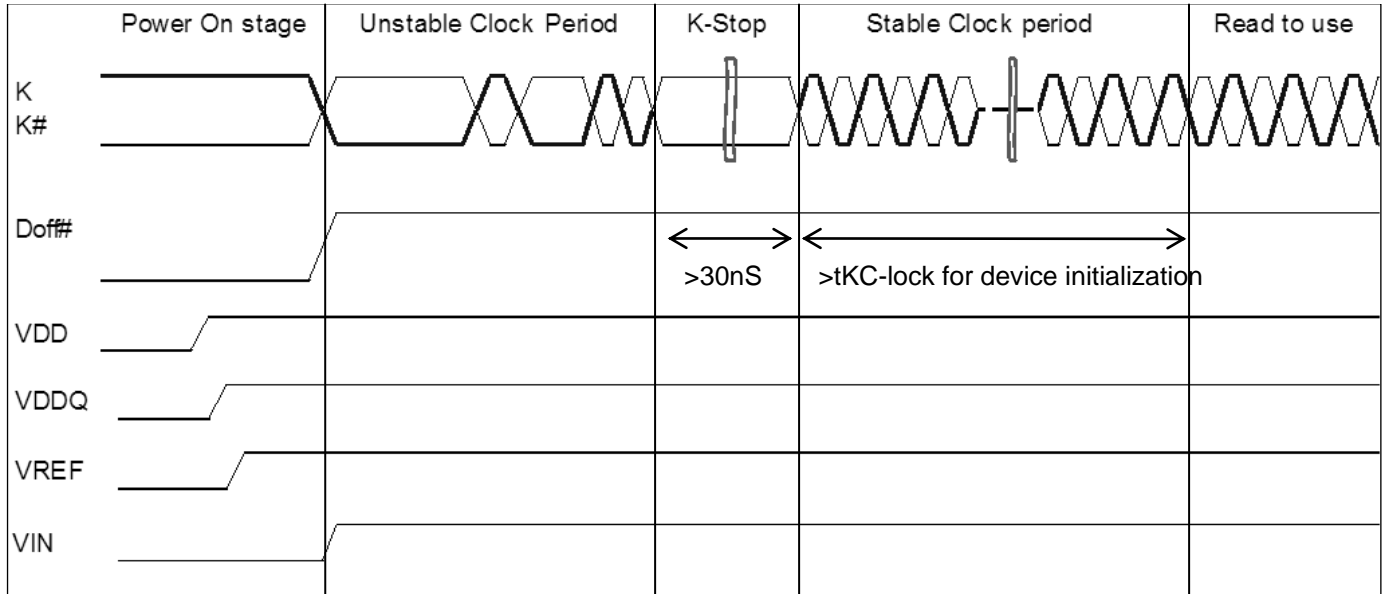 Power On stage
Unstable Clock Period
K-Stop
Stable Clock period
Read to use
K
K#
Doff#
>30nS
>tKC-lock for device initialization
VDD
VDDQ
VREF
VIN